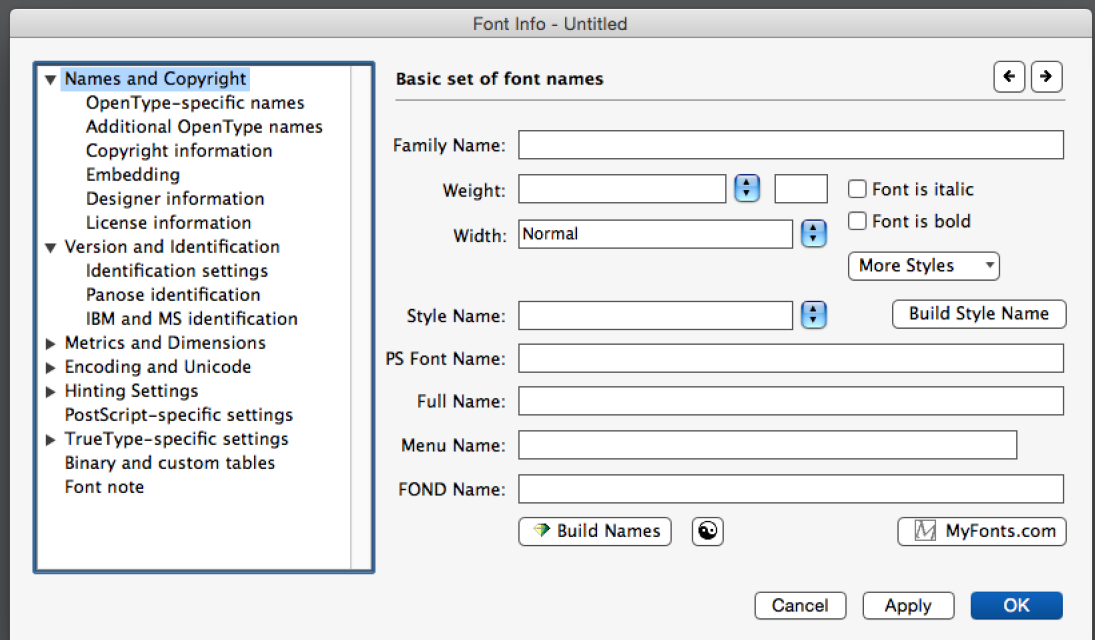 Font Info - Untitled
Names and Copyright
OpenType-specific names
Additional OpenType names
Copyright information
Embedding
Designer information
License information
Version and Identification
Identification settings
Panose identification
IBM and MS identification
Metrics and Dimensions
Encoding and Unicode
Hinting Settings
PostScript-specific settings
TrueType-specific settings
Binary and custom tables
Font note
Basic set of font names
Family Name:
Weight:
Font is italic
Font is bold
Width: Normal
More Styles
Style Name:
Build Style Name
PS Font Name:
Full Name:
Menu Name:
FOND Name:
Build Names
MyFonts.com
Cancel Apply OK